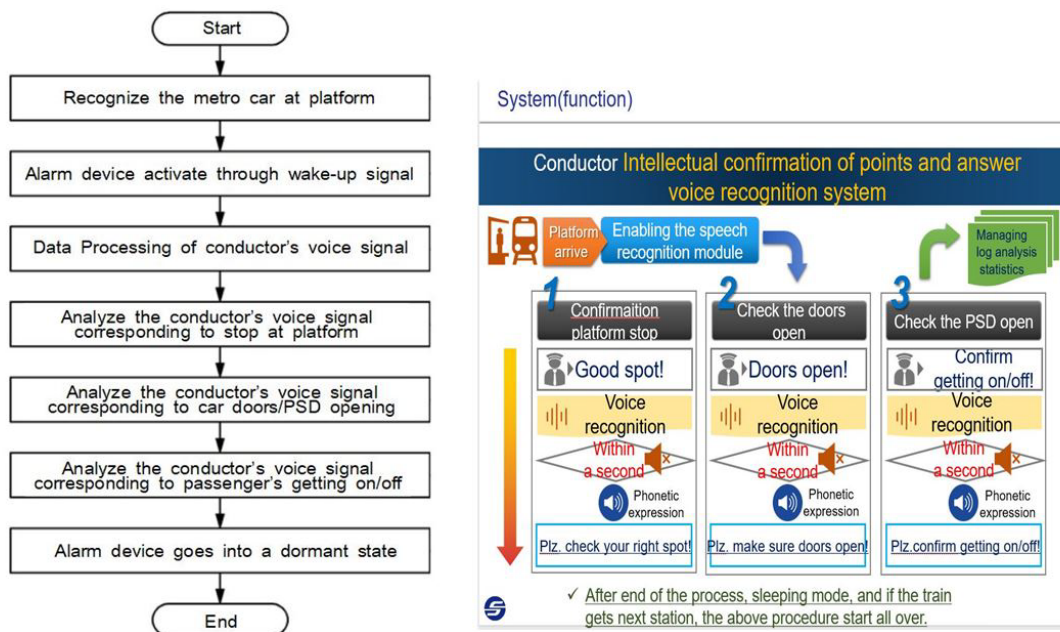 Start
Recognize the metro car at platform
Alarm device activate through wake-up signal
Data Processing of conductor's voice signal
Analyze the conductor's voice signal
corresponding to stop at platform
Analyze the conductor's voice signal
corresponding to car doors/PSD opening
Analyze the conductor's voice signal
corresponding to passenger's getting on/off
Alarm device goes into a dormant state
End
System(function)
Conductor Intellectual confirmation of points and answer
voice recognition system
Platform
arrive
Enabling the speech
recognition module
Managing
log analysis
statistics
1
Confirmaition
platform stop
Good spot!
Voice
recognition
Within
a second
Phonetic
expression
Plz. check your right spot!
2
Check the doors
open
Doors open!
Voice
recognition
Within
a second
Phonetic
expression
Plz. make sure doors open!
3
Check the PSD open
Confirm
getting on/off!
Voice
recognition
Within
a second
Phonetic
expression
Plz.confirm getting on/off!
✓ After end of the process, sleeping mode, and if the train
gets next station, the above procedure start all over.